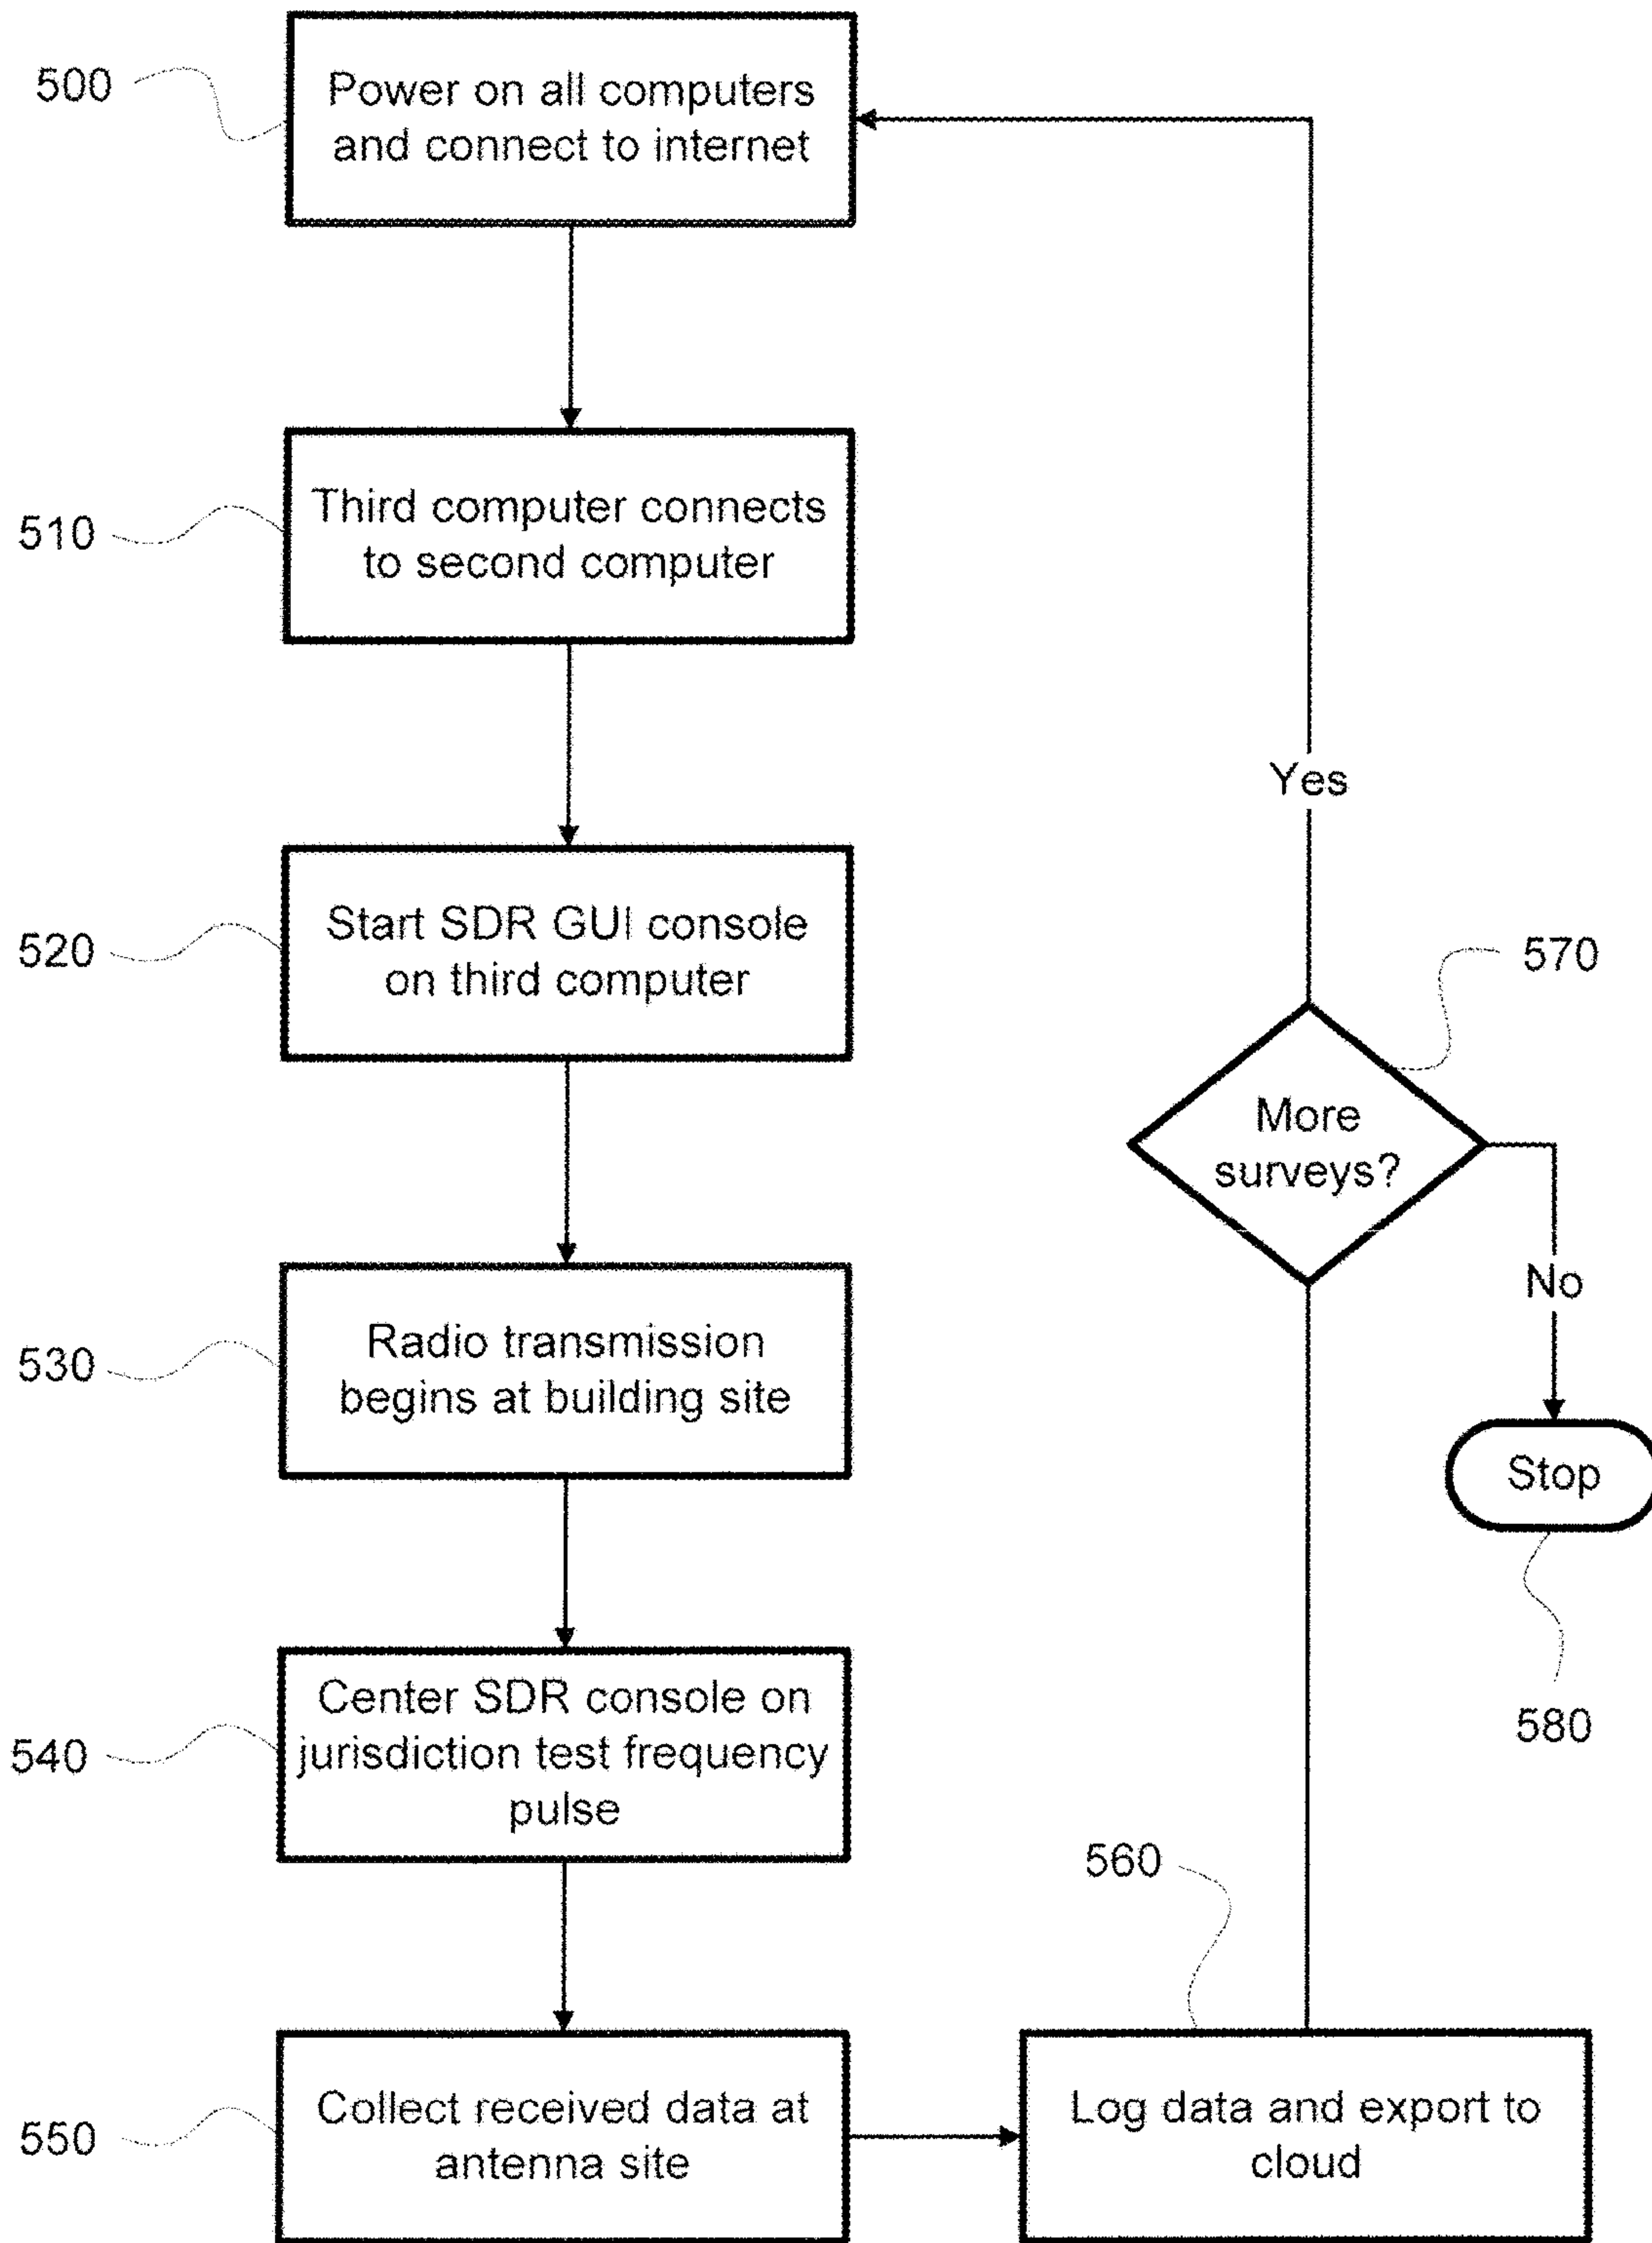 500
Power on all computers
and connect to internet
510
Third computer connects
to second computer
520
Start SDR GUI console
on third computer
530
Radio transmission
begins at building site
540
Center SDR console on
jurisdiction test frequency
pulse
550
Collect received data at
antenna site
560
Log data and export to
cloud
570
More
surveys?
Yes
No
Stop
580